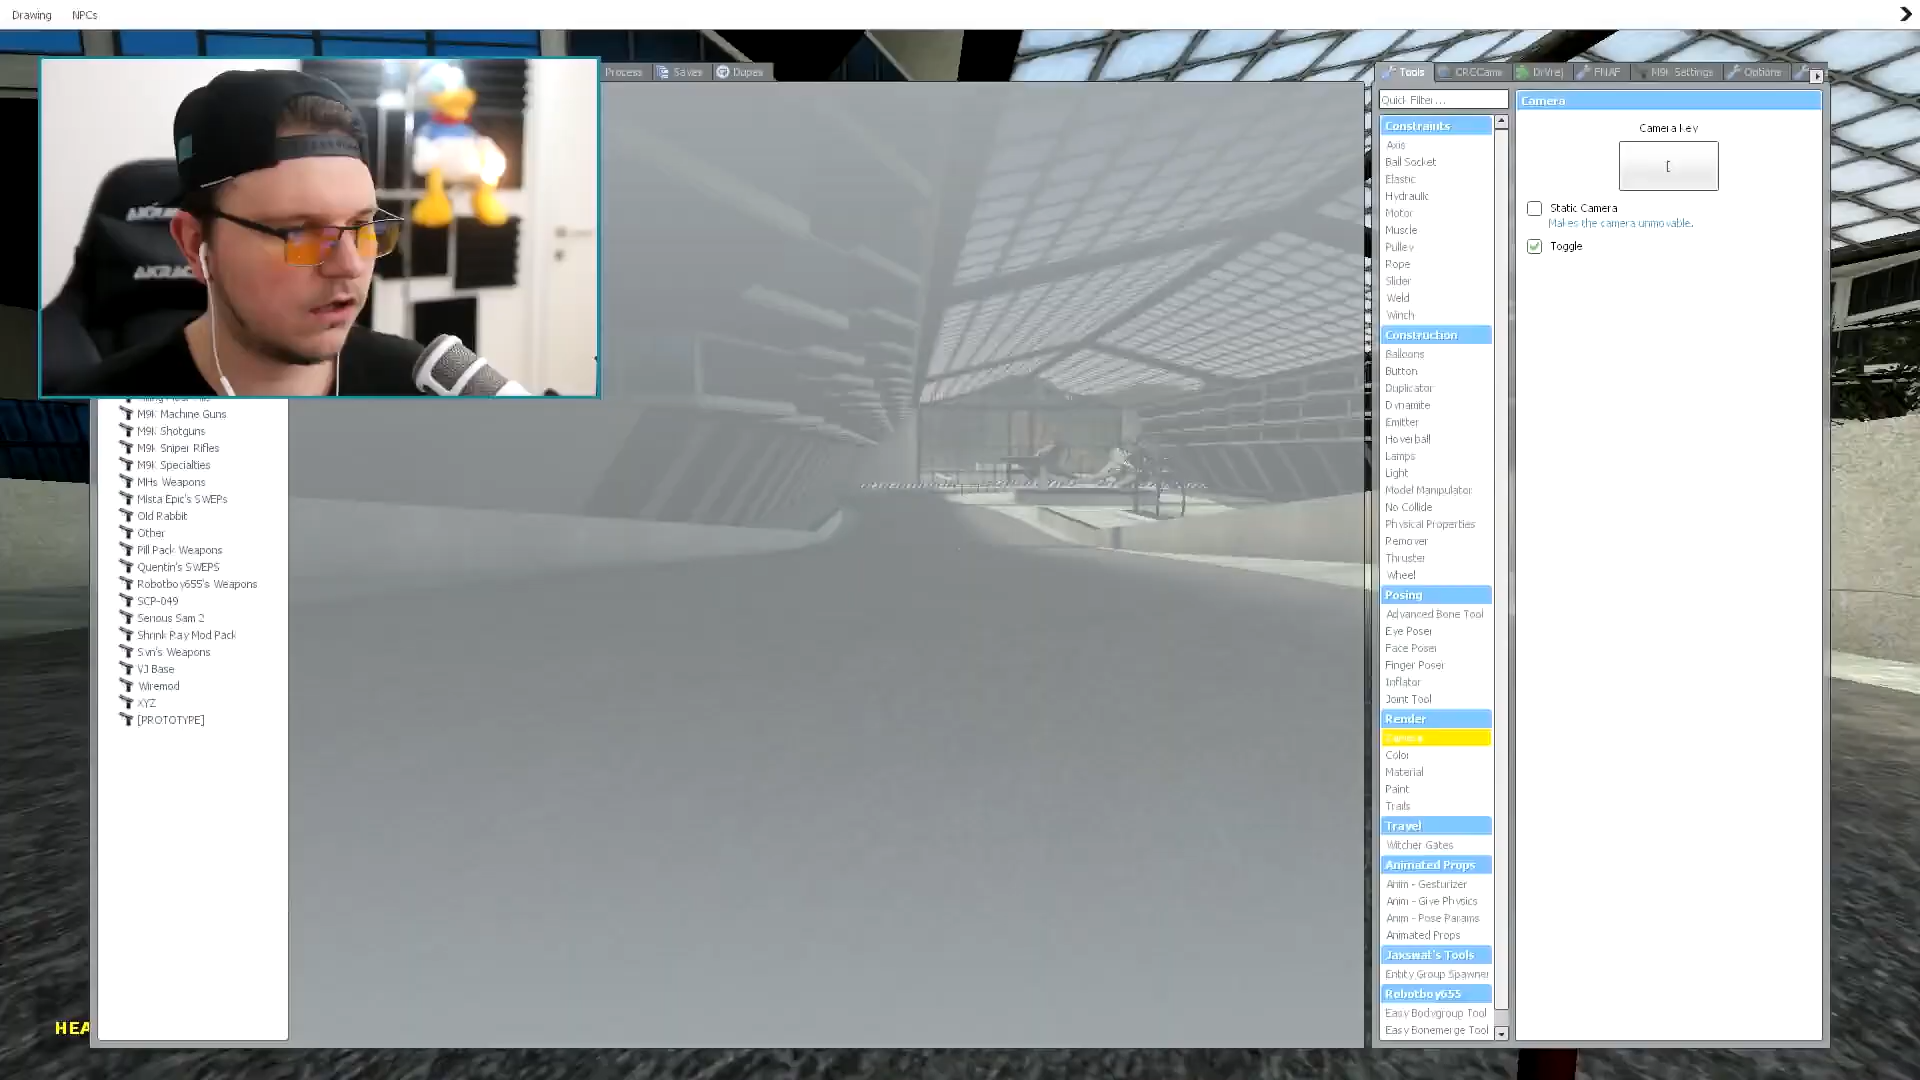 Drawing NPCs
Process Saves Dupes
M9K Machine Guns
M9K Shotguns
M9K Sniper Rifles
M9K Specialties
MHs Weapons
Mista Epic's SWEPs
Old Rabbit
Other
Pill Pack Weapons
Quentin's SWEPS
Robotboy655's Weapons
SCP-049
Serious Sam 2
Shrink Ray Mod Pack
Svn's Weapons
VJ Base
Wiremod
XYZ
[PROTOTYPE]
HEA
Tools CRECams DrVrej FNAF M9K Settings Options
Quick Filter...
Constraints
Axis
Ball Socket
Elastic
Hydraulic
Motor
Muscle
Pulley
Rope
Slider
Weld
Winch
Construction
Balloons
Button
Duplicator
Dynamite
Emitter
Hoverball
Lamps
Light
Model Manipulator
No Collide
Physical Properties
Remover
Thruster
Wheel
Posing
Advanced Bone Tool
Eye Poser
Face Poser
Finger Poser
Inflator
Joint Tool
Render
Camera
Color
Material
Paint
Trails
Travel
Witcher Gates
Animated Props
Anim - Gesturizer
Anim - Give Physics
Anim - Pose Params
Animated Props
Jaxswat's Tools
Entity Group Spawner
Robotboy655
Easy Bodygroup Tool
Easy Bonemerge Tool
Camera
Camera Key
[
Static Camera
Makes the camera unmovable.
Toggle